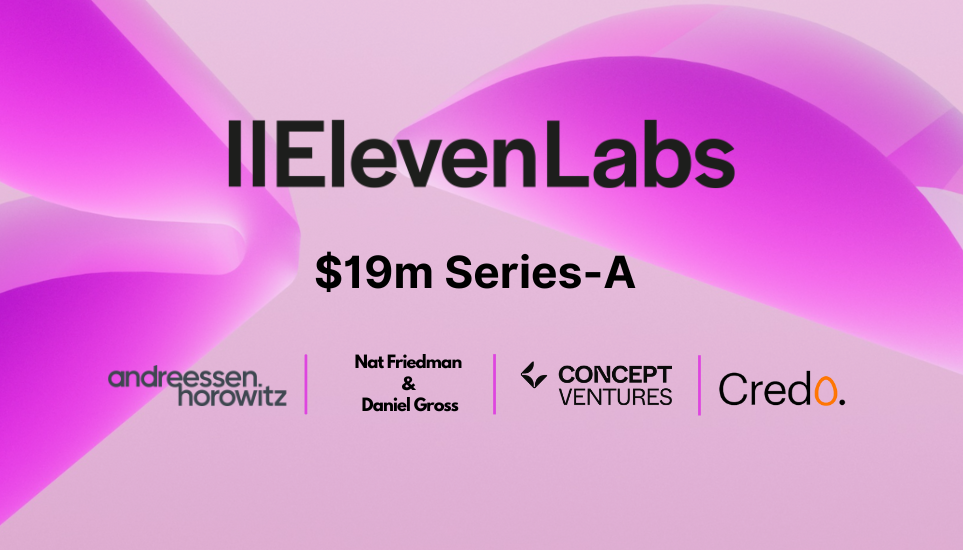 IIElevenLabs
$19m Series-A
andreessen.
horowitz
Nat Friedman
&
Daniel Gross
CONCEPT
VENTURES
Credo.